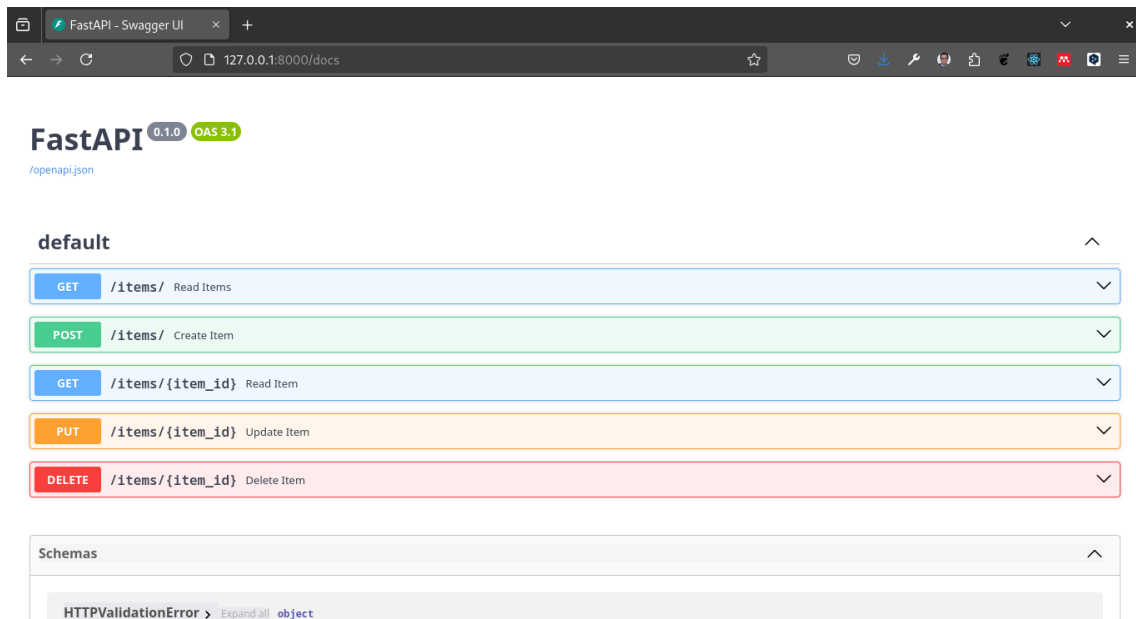 FastAPI - Swagger UI
127.0.0.1:8000/docs
FastAPI 0.1.0 OAS 3.1
/openapi.json
default
GET /items/ Read Items
POST /items/ Create Item
GET /items/{item_id} Read Item
PUT /items/{item_id} Update Item
DELETE /items/{item_id} Delete Item
Schemas
HTTPValidationError Expand all object